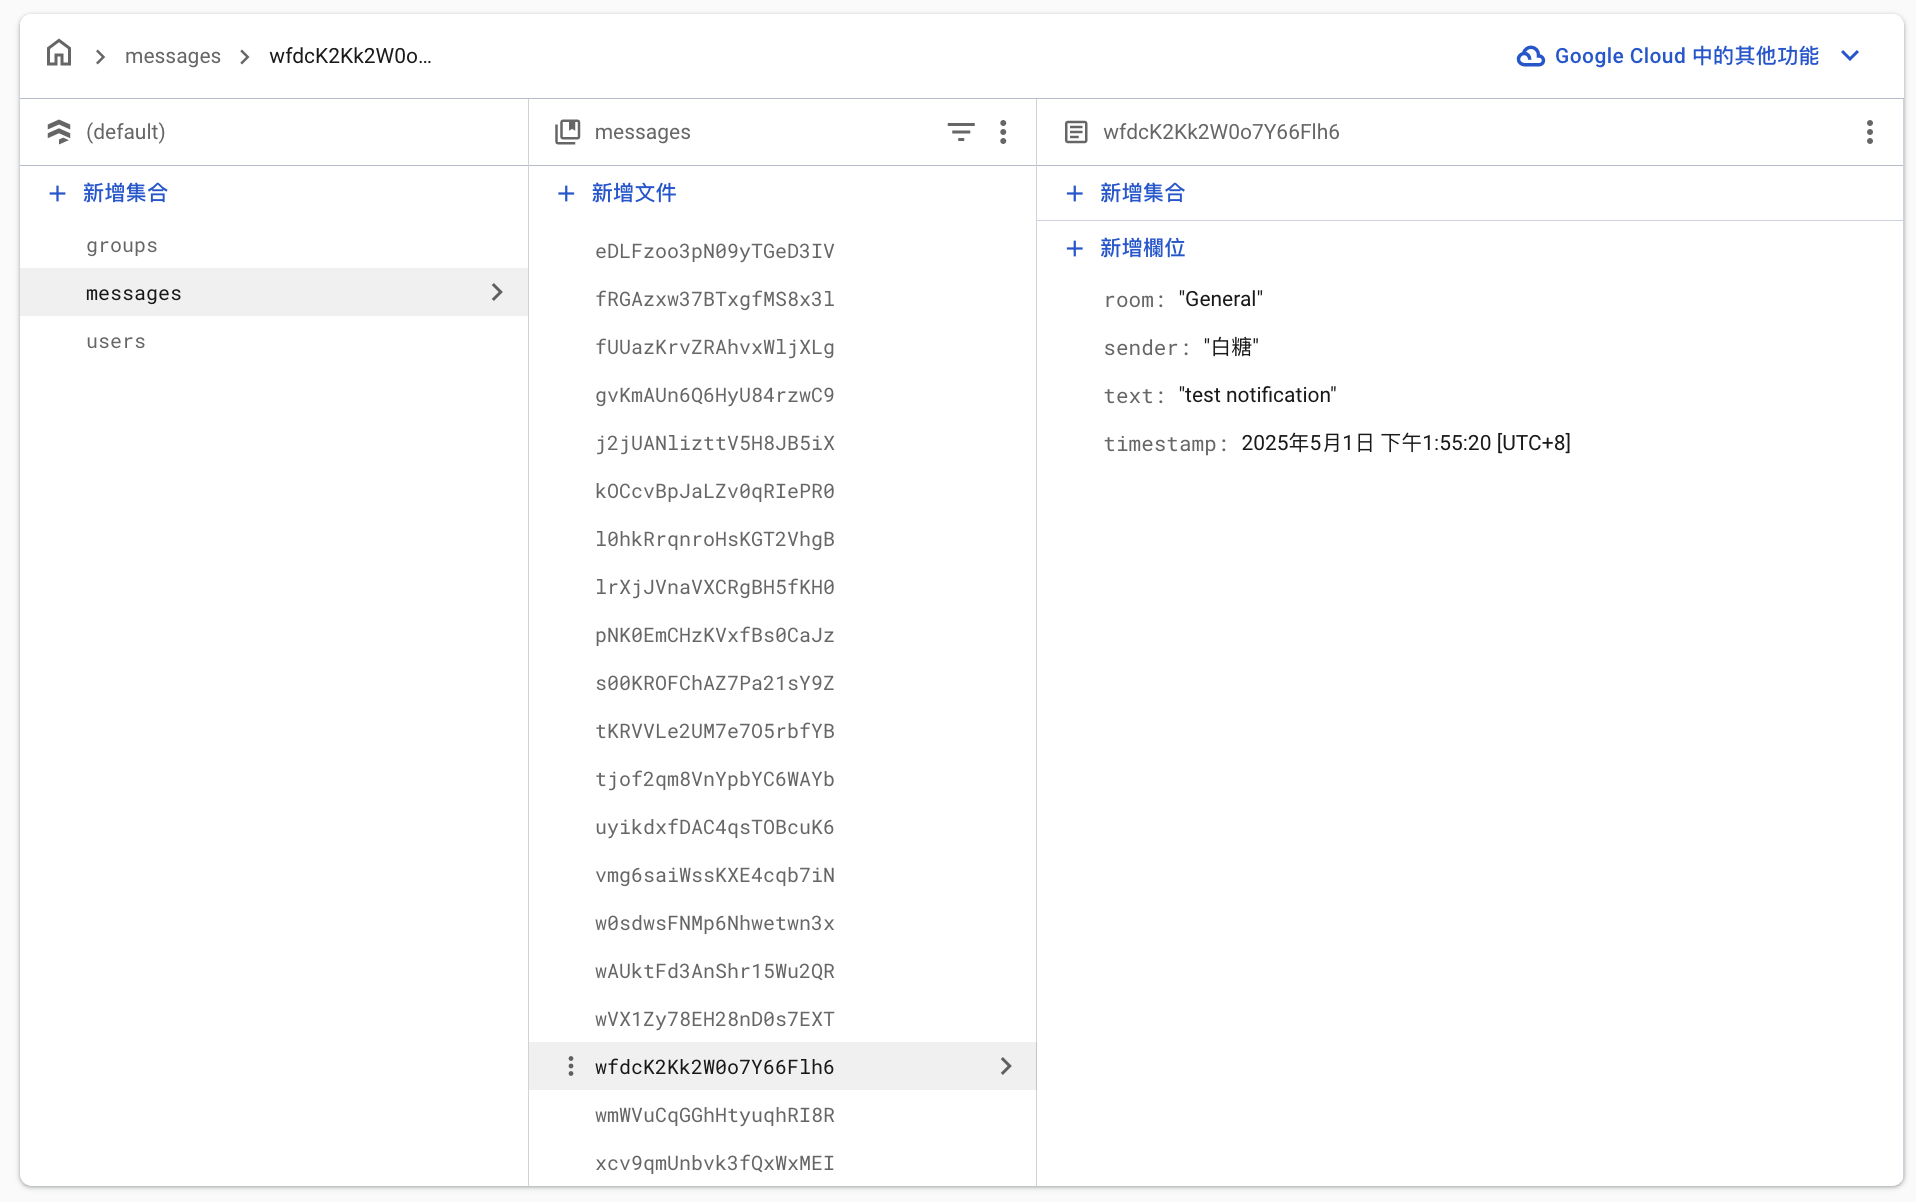 messages
wfdcK2Kk2W0o...
Google Cloud 中的其他功能
(default)
新增集合
groups
messages
users
messages
新增文件
eDLFzoo3pN09yTGeD3IV
fRGAzxw37BTxgfMS8x3l
fUUazKrvZRAhvxWljXLg
gvKmAUn6Q6HyU84rzwC9
j2jUANlizttV5H8JB5iX
kOCcvBpJaLZv0qRIePR0
l0hkRrqnroHsKGT2VhgB
lrXjJVnaVXCRgBH5fKH0
pNK0EmCHzKVxfBs0CaJz
s00KROFChAZ7Pa21sY9Z
tKRVVLe2UM7e7O5rbfYB
tjof2qm8VnYpbYC6WAYb
uyikdxfDAC4qsTOBcuK6
vmg6saiWssKXE4cqb7iN
w0sdwsFNMp6Nhwetwn3x
wAUktFd3AnShr15Wu2QR
wVX1Zy78EH28nD0s7EXT
wfdcK2Kk2W0o7Y66Flh6
wmWVuCqGGhHtyuqhRI8R
xcv9qmUnbvk3fQxWxMEI
wfdcK2Kk2W0o7Y66Flh6
新增集合
新增欄位
room: "General"
sender: "白糖"
text: "test notification"
timestamp: 2025年5月1日 下午1:55:20 [UTC+8]